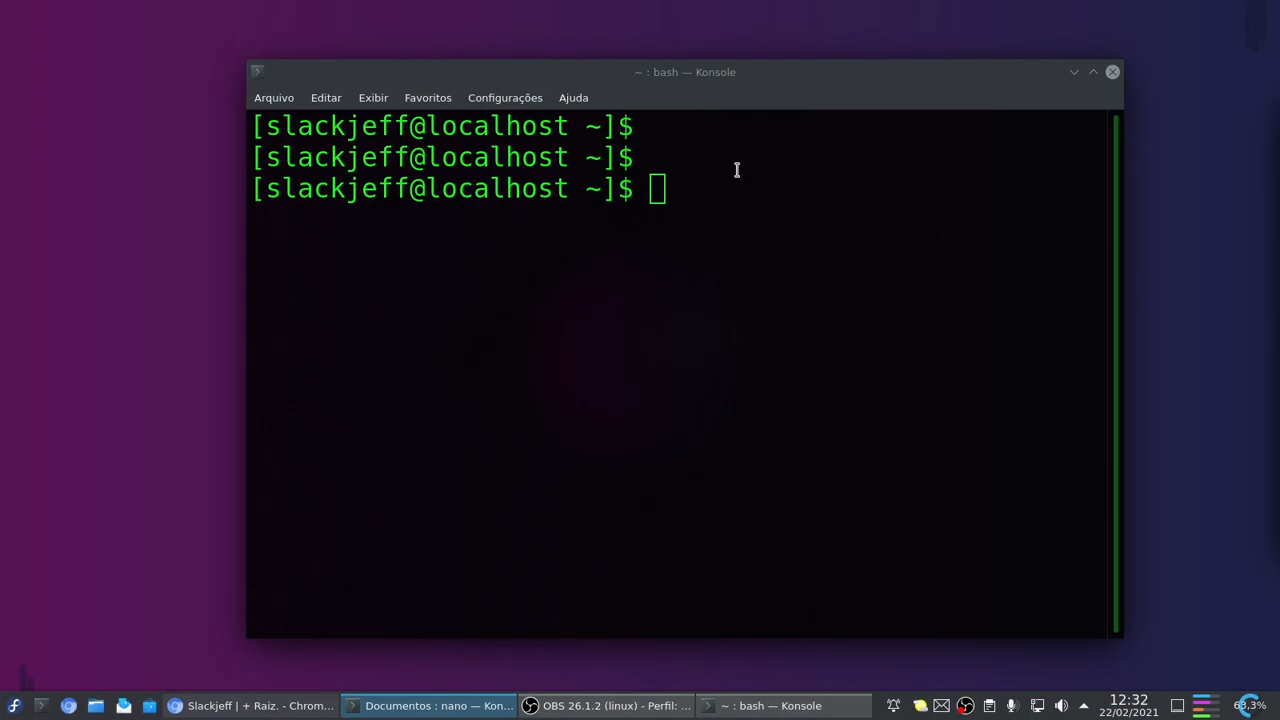 ~ : bash — Konsole
Arquivo Editar Exibir Favoritos Configurações Ajuda
[slackjeff@localhost ~]$
[slackjeff@localhost ~]$
[slackjeff@localhost ~]$
Slackjeff | + Raiz. - Chrom... Documentos : nano — Kon... OBS 26.1.2 (linux) - Perfil: ... ~ : bash — Konsole 12:32 63,3%
22/02/2021